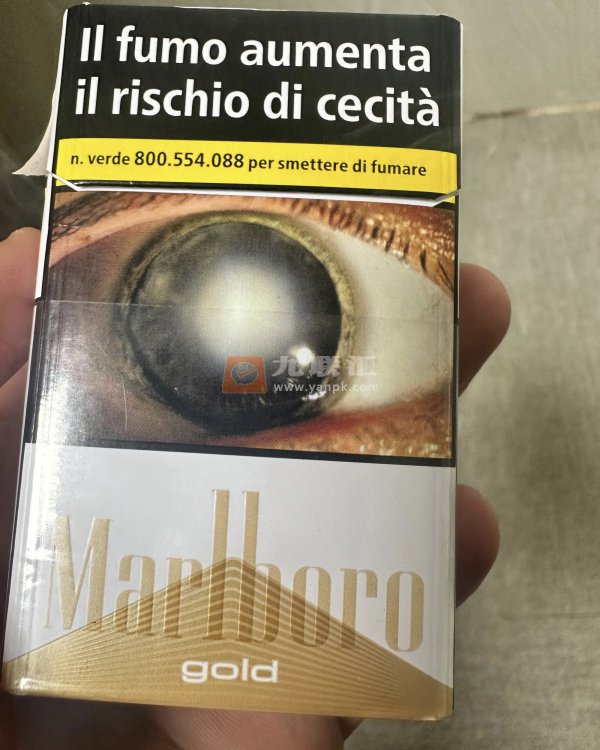 Il fumo aumenta
il rischio di cecità
n. verde 800.554.088 per smettere di fumare
九联汇
www.yanpk.com
Marlboro
gold